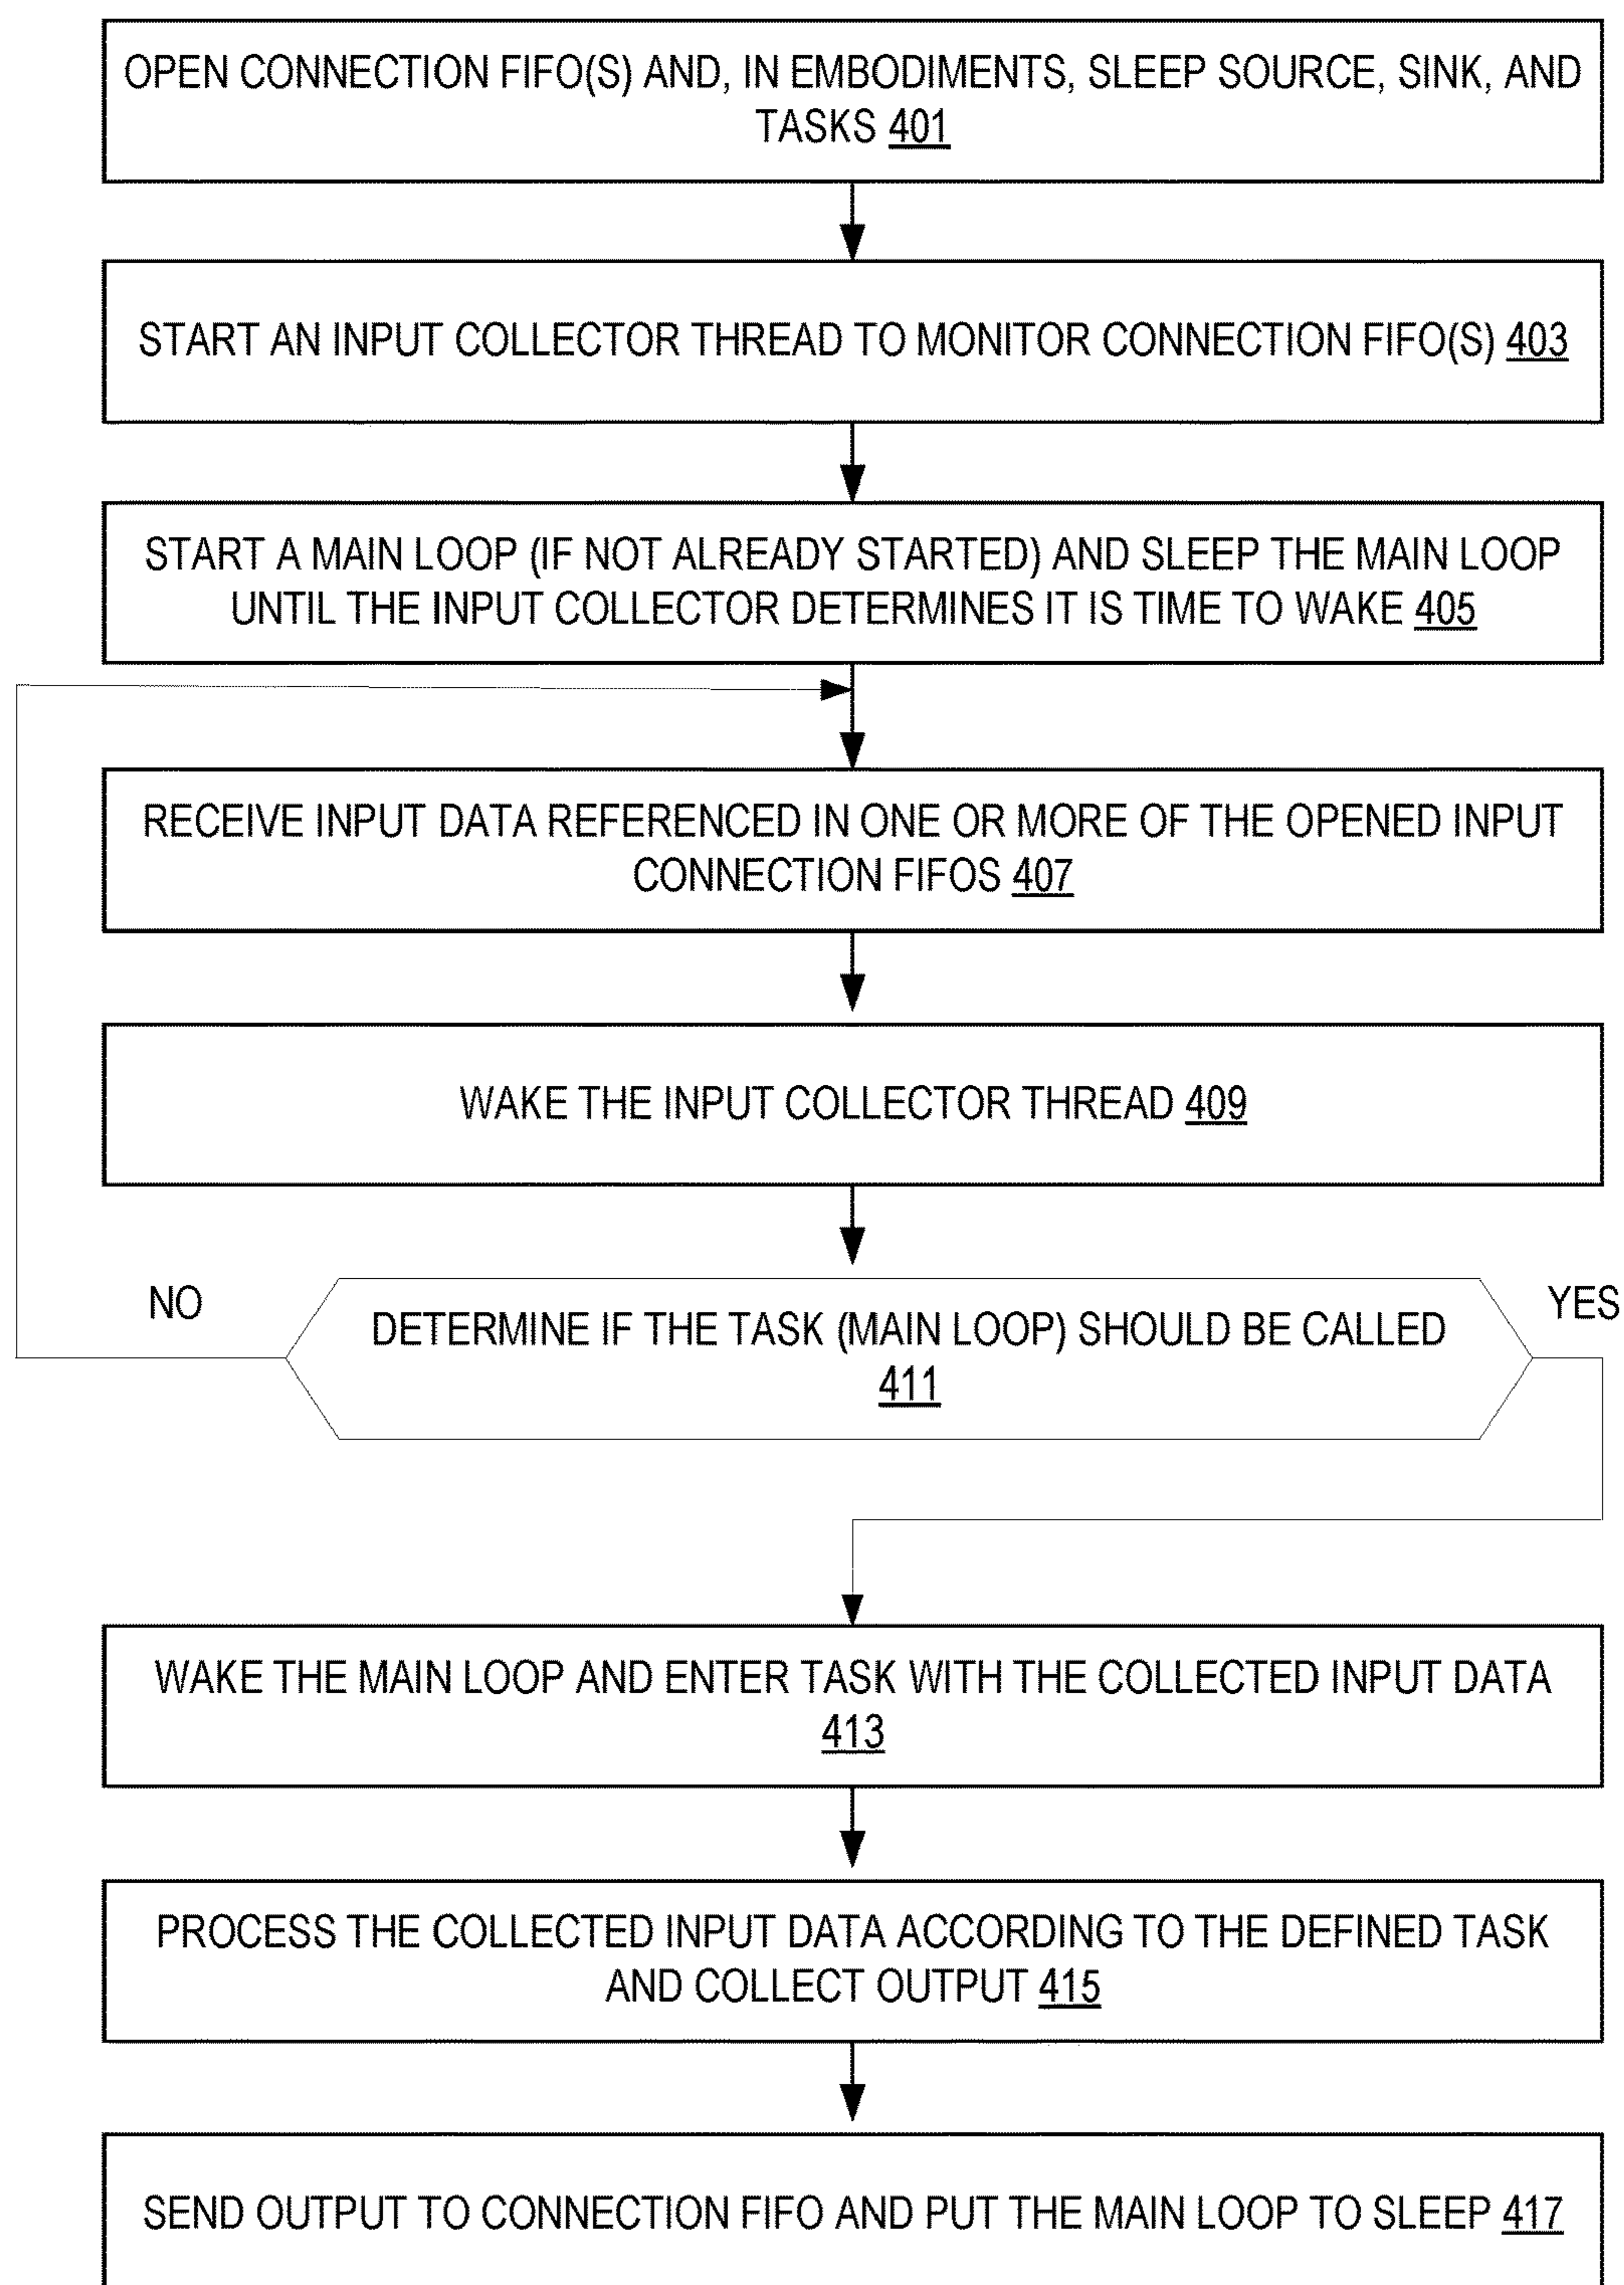 OPEN CONNECTION FIFO(S) AND, IN EMBODIMENTS, SLEEP SOURCE, SINK, AND
TASKS 401
START AN INPUT COLLECTOR THREAD TO MONITOR CONNECTION FIFO(S) 403
START A MAIN LOOP (IF NOT ALREADY STARTED) AND SLEEP THE MAIN LOOP
UNTIL THE INPUT COLLECTOR DETERMINES IT IS TIME TO WAKE 405
RECEIVE INPUT DATA REFERENCED IN ONE OR MORE OF THE OPENED INPUT
CONNECTION FIFOS 407
WAKE THE INPUT COLLECTOR THREAD 409
NO
YES
DETERMINE IF THE TASK (MAIN LOOP) SHOULD BE CALLED
411
WAKE THE MAIN LOOP AND ENTER TASK WITH THE COLLECTED INPUT DATA
413
PROCESS THE COLLECTED INPUT DATA ACCORDING TO THE DEFINED TASK
AND COLLECT OUTPUT 415
SEND OUTPUT TO CONNECTION FIFO AND PUT THE MAIN LOOP TO SLEEP 417